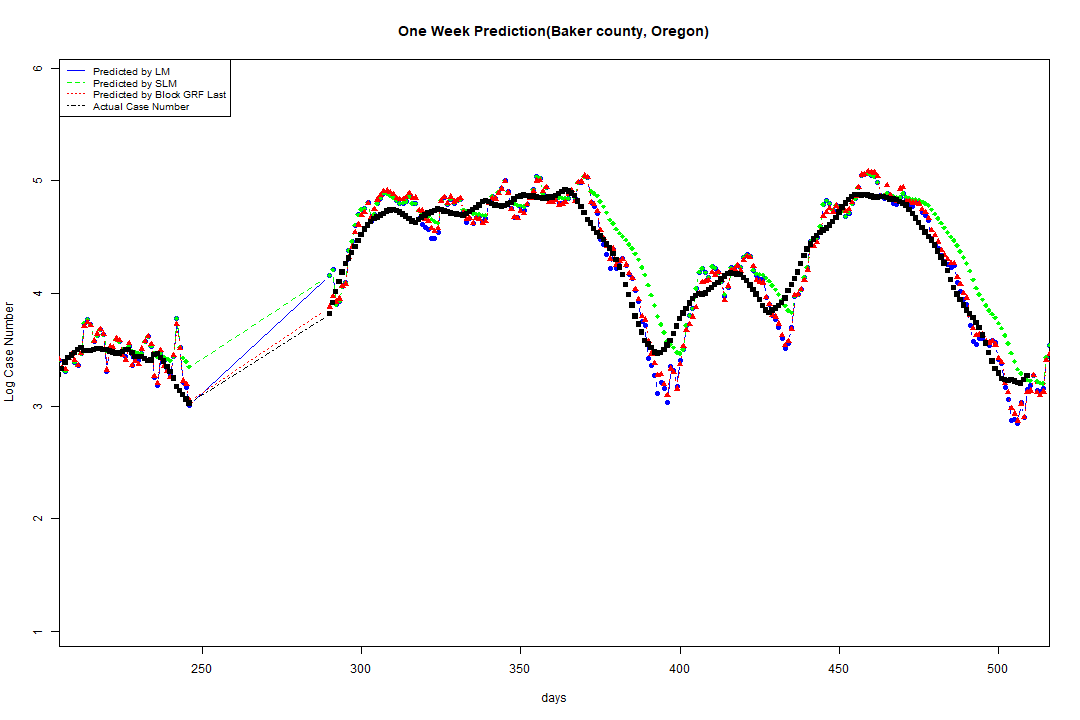 One Week Prediction(Baker county, Oregon)
Predicted by LM
Predicted by SLM
Predicted by Block GRF Last
Actual Case Number
6
5
4
3
2
1
Log Case Number
250
300
350
400
450
500
days